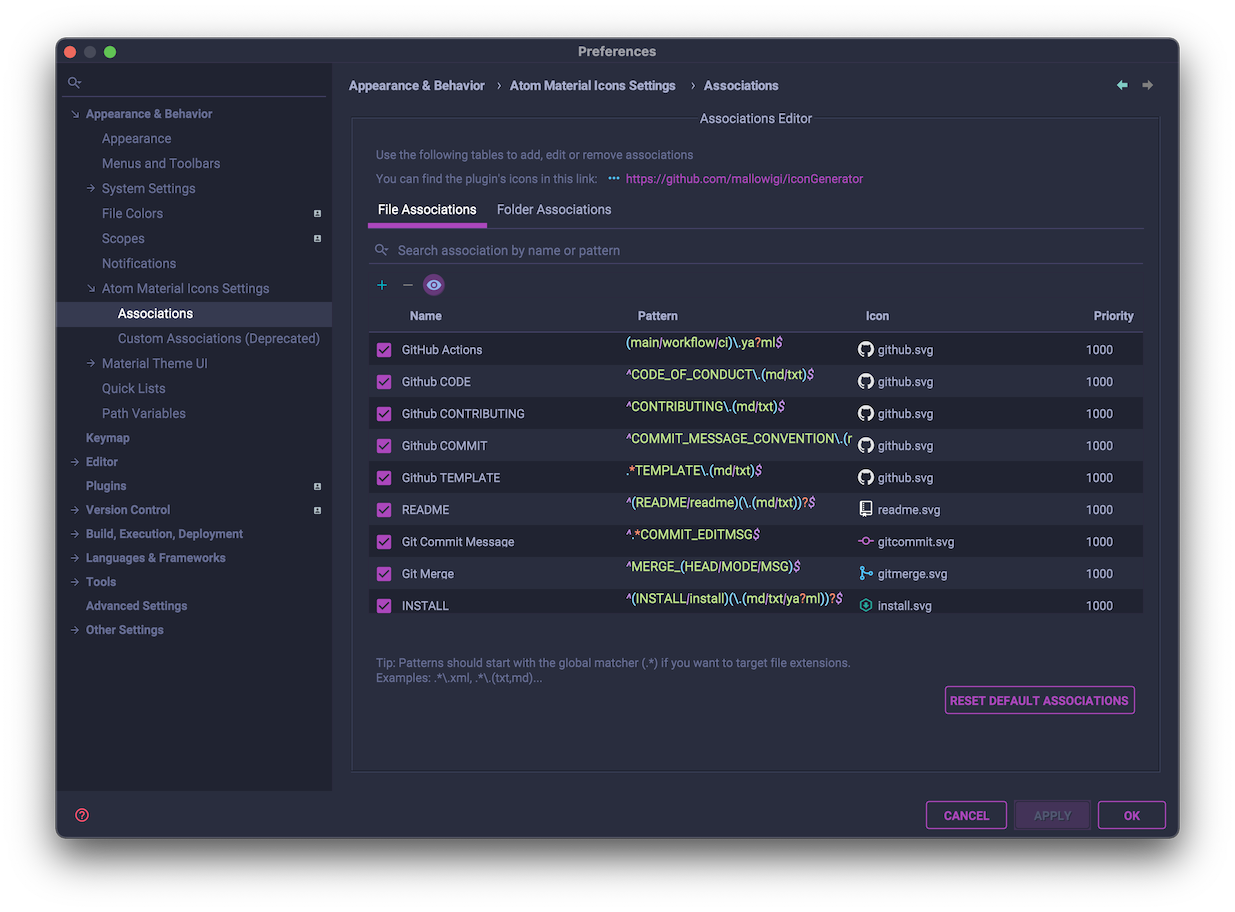 Preferences
Appearance & Behavior
Appearance
Menus and Toolbars
System Settings
File Colors
Scopes
Notifications
Atom Material Icons Settings
Associations
Custom Associations (Deprecated)
Material Theme UI
Quick Lists
Path Variables
Keymap
Editor
Plugins
Version Control
Build, Execution, Deployment
Languages & Frameworks
Tools
Advanced Settings
Other Settings
Appearance & Behavior › Atom Material Icons Settings › Associations
Associations Editor
Use the following tables to add, edit or remove associations
You can find the plugin's icons in this link: ••• https://github.com/mallowigi/iconGenerator
File Associations Folder Associations
Search association by name or pattern
Name Pattern Icon Priority
GitHub Actions (main/workflow/ci)\.ya?ml$ github.svg 1000
Github CODE ^CODE_OF_CONDUCT\.(md/txt)$ github.svg 1000
Github CONTRIBUTING ^CONTRIBUTING\.(md/txt)$ github.svg 1000
Github COMMIT ^COMMIT_MESSAGE_CONVENTION\.(r github.svg 1000
Github TEMPLATE .*TEMPLATE\.(md/txt)$ github.svg 1000
README ^(README/readme)(\.(md/txt))?$ readme.svg 1000
Git Commit Message ^.*COMMIT_EDITMSG$ gitcommit.svg 1000
Git Merge ^MERGE_(HEAD/MODE/MSG)$ gitmerge.svg 1000
INSTALL ^(INSTALL/install)(\.(md/txt/ya?ml))?$ install.svg 1000
Tip: Patterns should start with the global matcher (.*) if you want to target file extensions.
Examples: .*\.xml, .*\.(txt,md)...
RESET DEFAULT ASSOCIATIONS
CANCEL APPLY OK